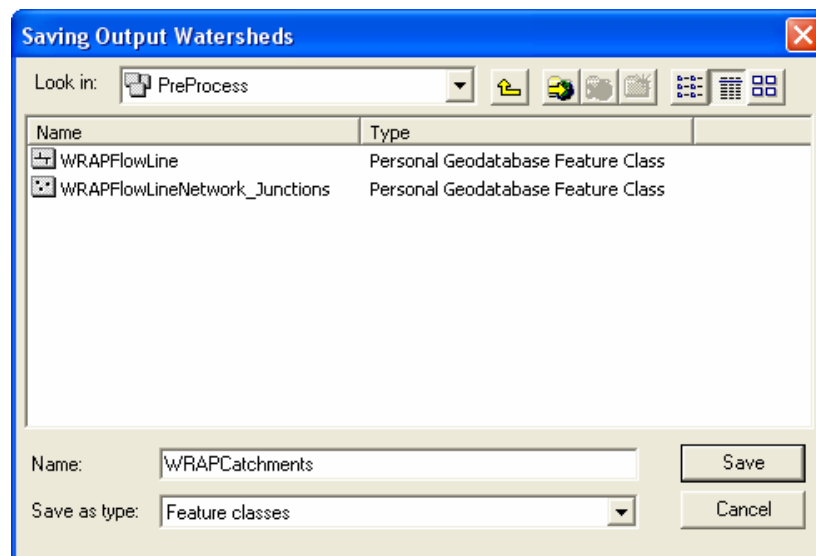 Saving Output Watersheds
Look in: PreProcess
Name Type
WRAPFlowLine Personal Geodatabase Feature Class
WRAPFlowLineNetwork_Junctions Personal Geodatabase Feature Class
Name: WRAPCatchments Save
Save as type: Feature classes Cancel